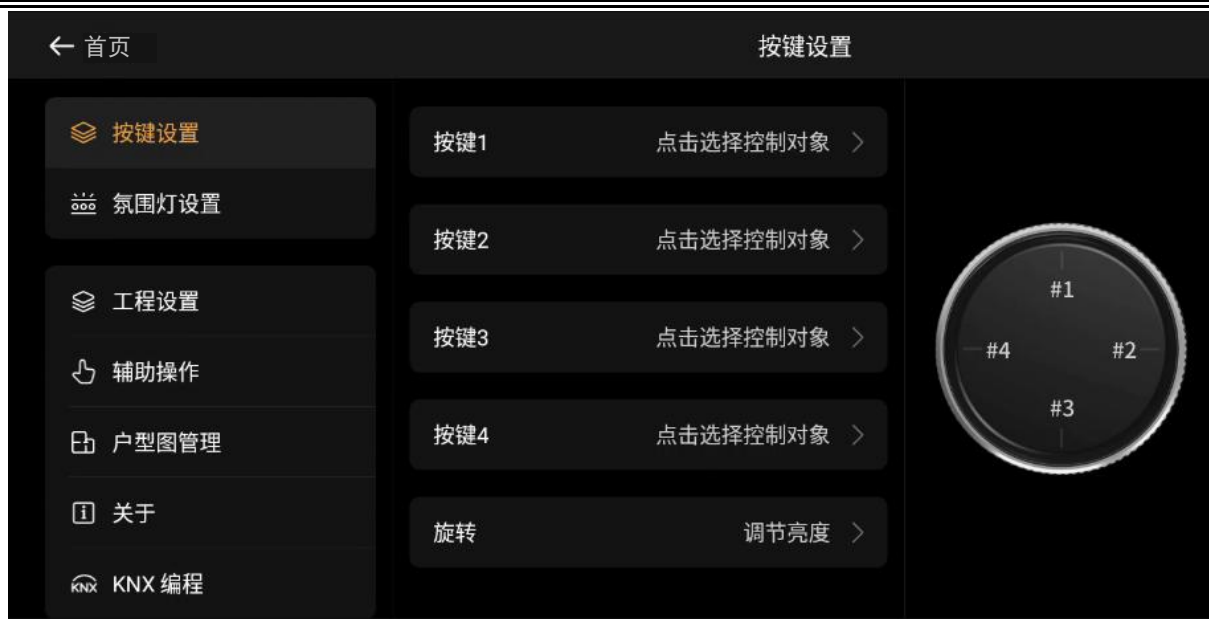 首页
按键设置
按键设置
氛围灯设置
工程设置
辅助操作
户型图管理
关于
KNX KNX 编程
按键1 点击选择控制对象
按键2 点击选择控制对象
按键3 点击选择控制对象
按键4 点击选择控制对象
旋转 调节亮度
#1
#4 #2
#3